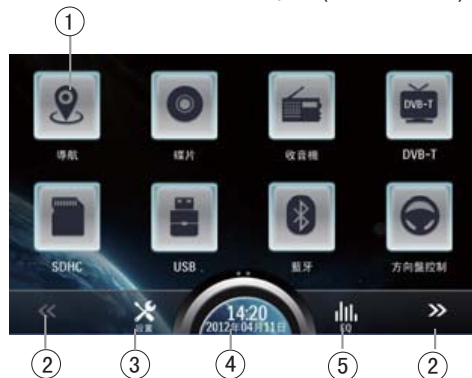 1
導航
碟片
收音機
DVB-T
DVB-T
SDHC
USB
藍牙
方向盤控制
設置
14:20
2012年04月11日
EQ
2
3
4
5
2